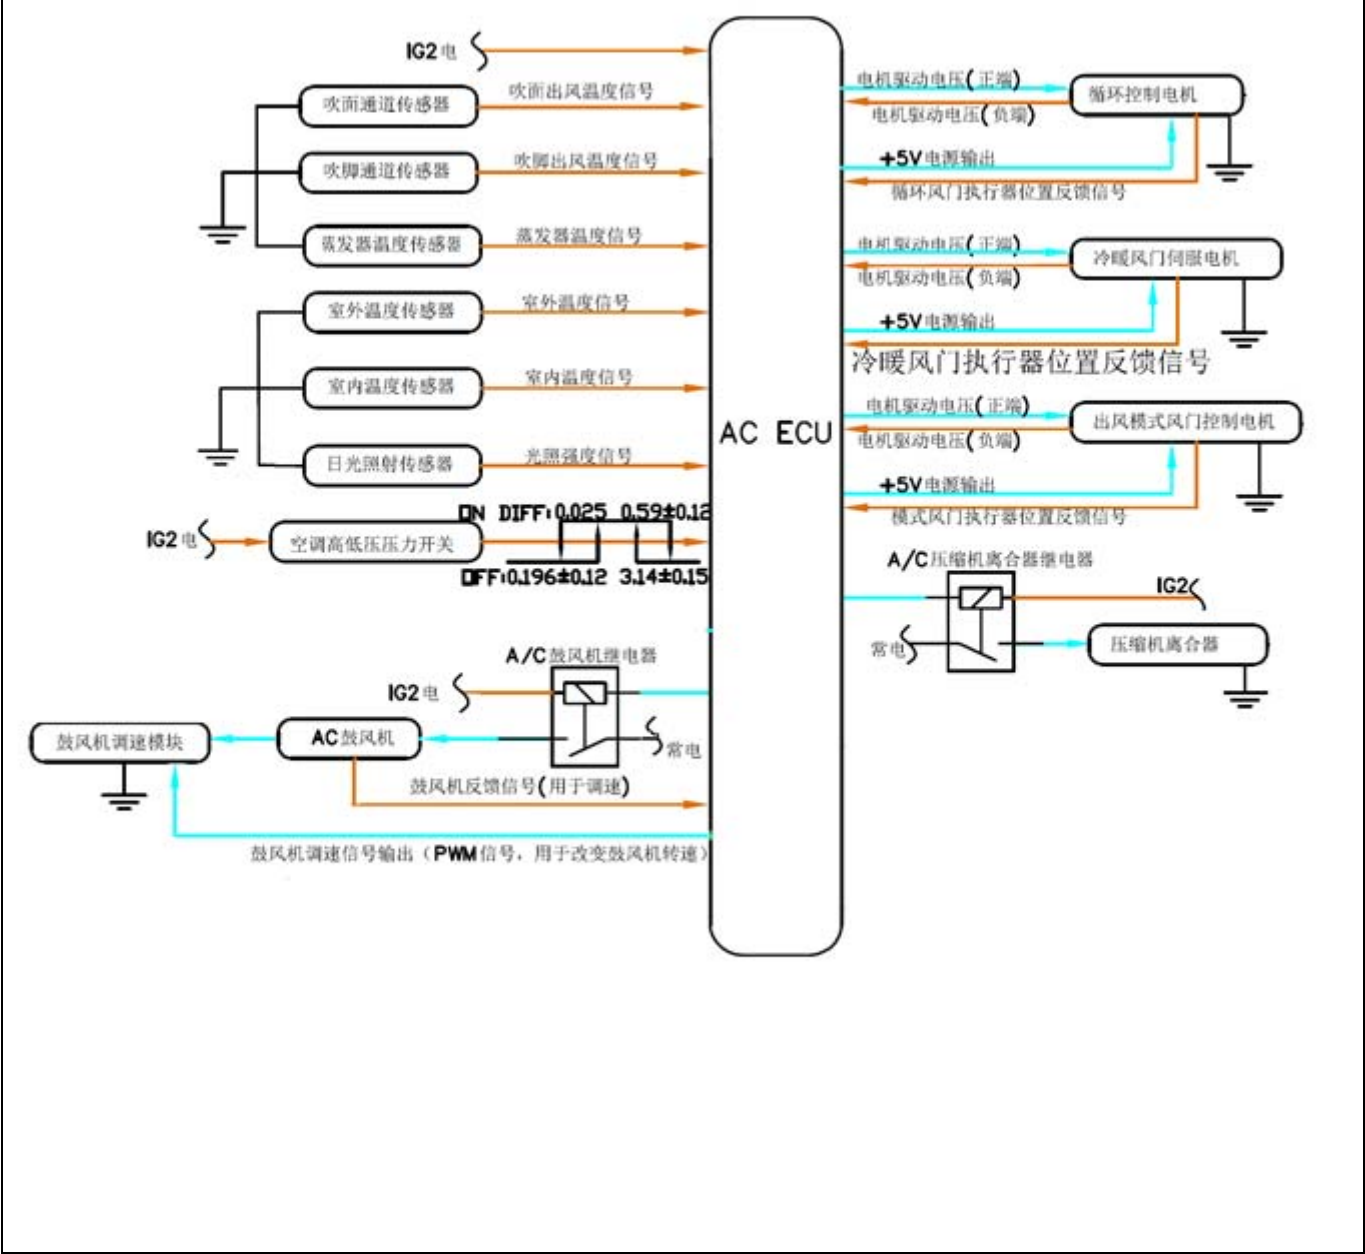 IG2电
吹面通道传感器
吹面出风温度信号
吹脚通道传感器
吹脚出风温度信号
蒸发器温度传感器
蒸发器温度信号
室外温度传感器
室外温度信号
室内温度传感器
室内温度信号
日光照射传感器
光照强度信号
ON DIFF:0.025 0.59±0.12
IG2电
空调高低压压力开关
OFF:0.196±0.12 3.14±0.15
A/C鼓风机继电器
IG2电
常电
鼓风机调速模块
AC鼓风机
鼓风机反馈信号(用于调速)
鼓风机调速信号输出（PWM信号，用于改变鼓风机转速）
AC ECU
电机驱动电压(正端)
循环控制电机
电机驱动电压(负端)
+5V电源输出
循环风门执行器位置反馈信号
电机驱动电压(正端)
冷暖风门伺服电机
电机驱动电压(负端)
+5V电源输出
冷暖风门执行器位置反馈信号
电机驱动电压(正端)
出风模式风门控制电机
电机驱动电压(负端)
+5V电源输出
模式风门执行器位置反馈信号
A/C压缩机离合器继电器
IG2
常电
压缩机离合器